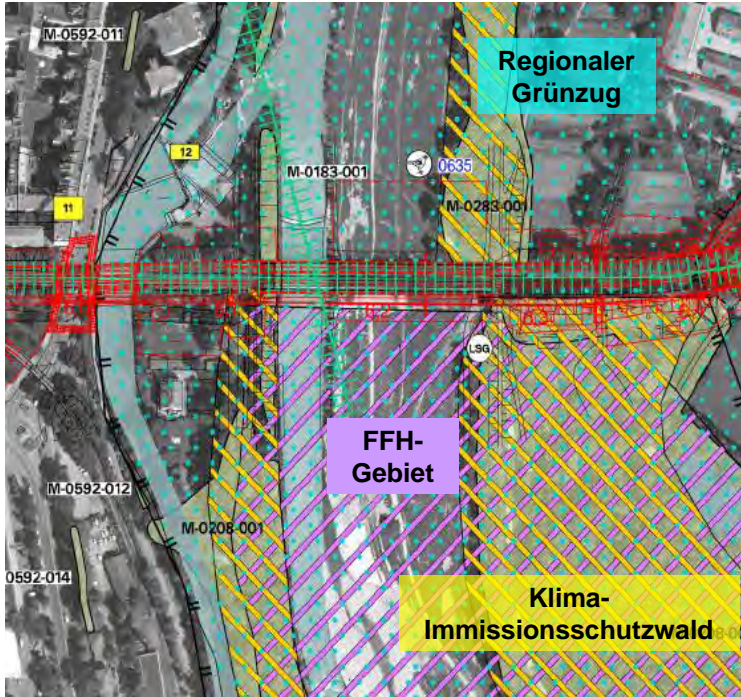 M-0592-011
Regionaler
Grünzug
12
M-0183-001
0635
11
M-0283-001
LSG
FFH-
Gebiet
M-0592-012
M-0208-001
0592-014
Klima-
Immissionsschutzwald